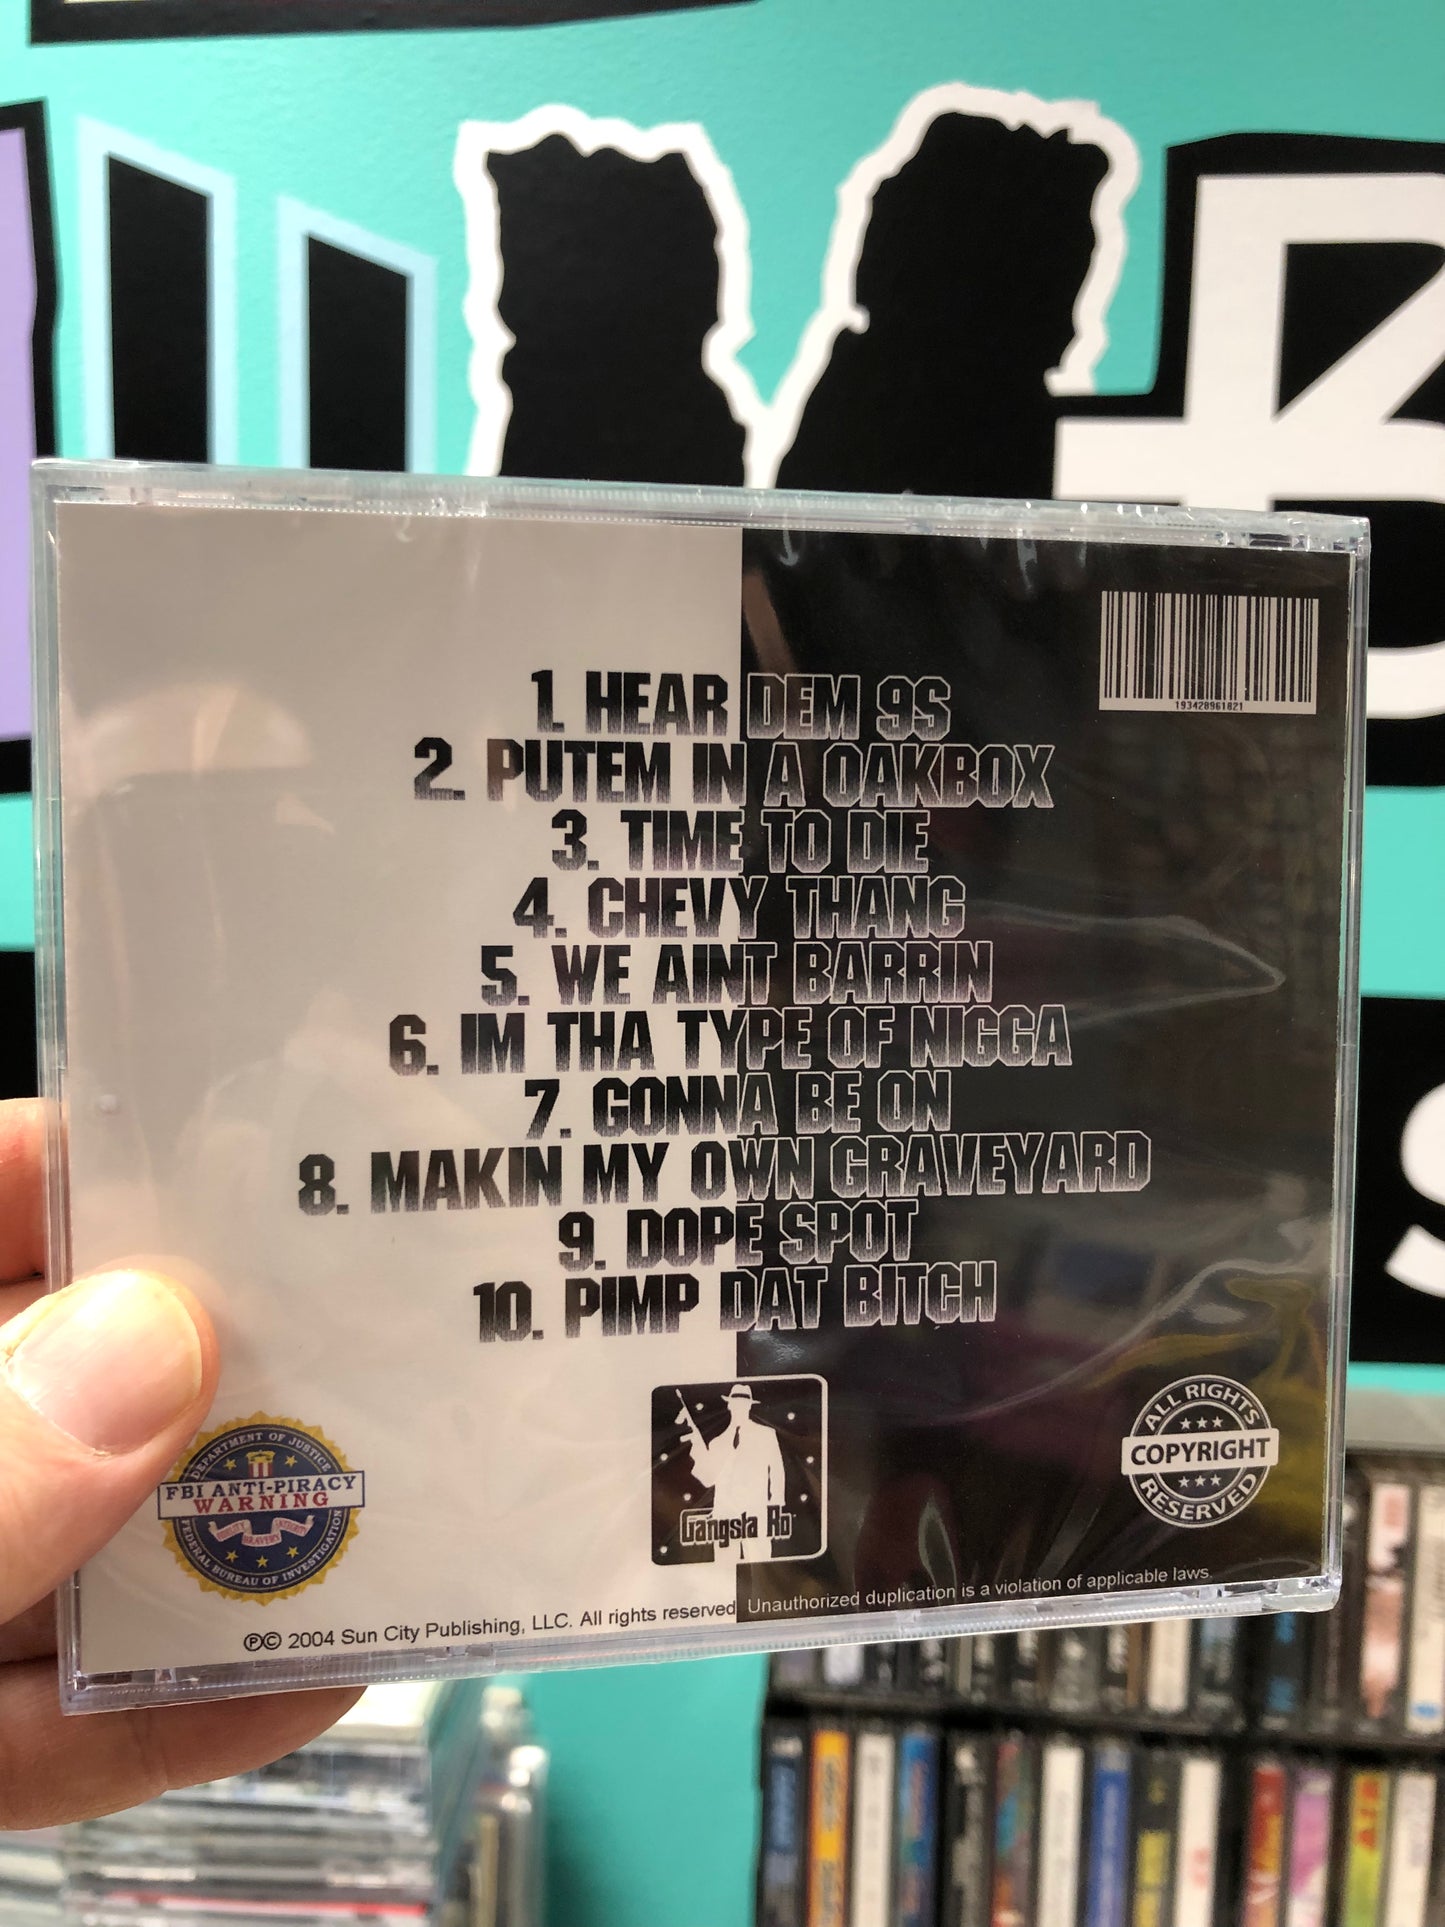 193428961821
1. HEAR DEM 9S
2. PUTEM IN A OAKBOX
3. TIME TO DIE
4. CHEVY THANG
5. WE AINT BARRIN
6. IM THA TYPE OF NIGGA
7. GONNA BE ON
8. MAKIN MY OWN GRAVEYARD
9. DOPE SPOT
10. PIMP DAT BITCH
DEPARTMENT OF JUSTICE
FBI ANTI-PIRACY
WARNING
FEDERAL BUREAU OF INVESTIGATION
Gangsta Ro
ALL RIGHTS
COPYRIGHT
RESERVED
℗© 2004 Sun City Publishing, LLC. All rights reserved Unauthorized duplication is a violation of applicable laws.